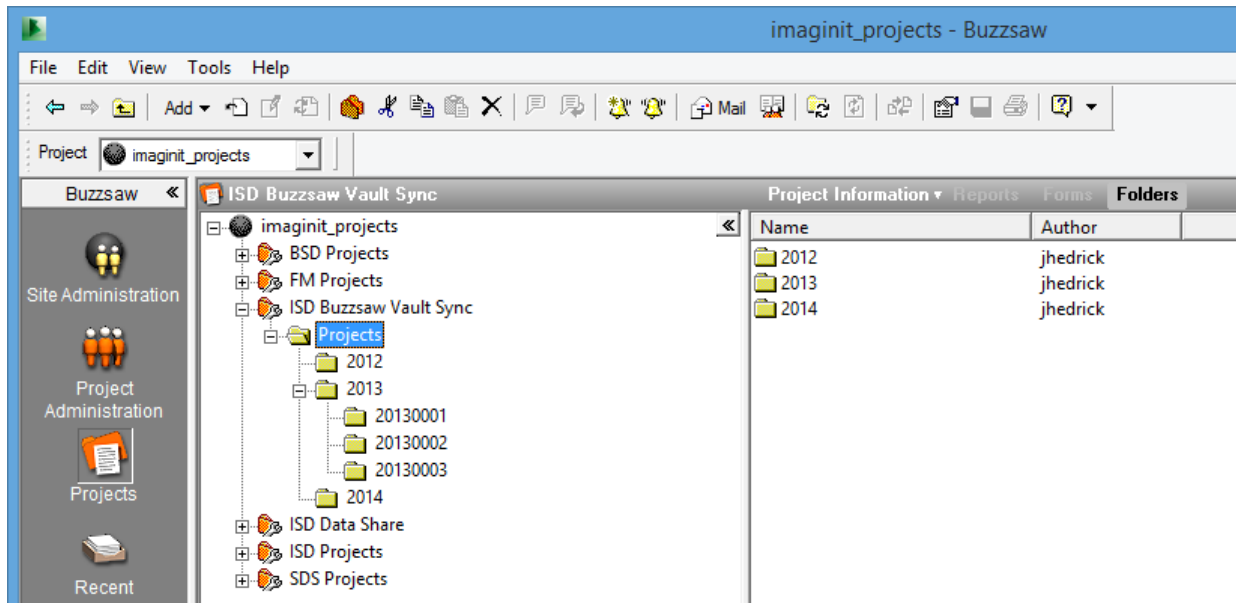 imaginit_projects - Buzzsaw
File Edit View Tools Help
Add Mail
Project imaginit_projects
Buzzsaw « ISD Buzzsaw Vault Sync Project Information Reports Forms Folders
imaginit_projects « Name Author
BSD Projects 2012 jhedrick
FM Projects 2013 jhedrick
Site Administration ISD Buzzsaw Vault Sync 2014 jhedrick
Projects
2012
Project 2013
Administration 20130001
20130002
20130003
Projects 2014
ISD Data Share
ISD Projects
Recent SDS Projects